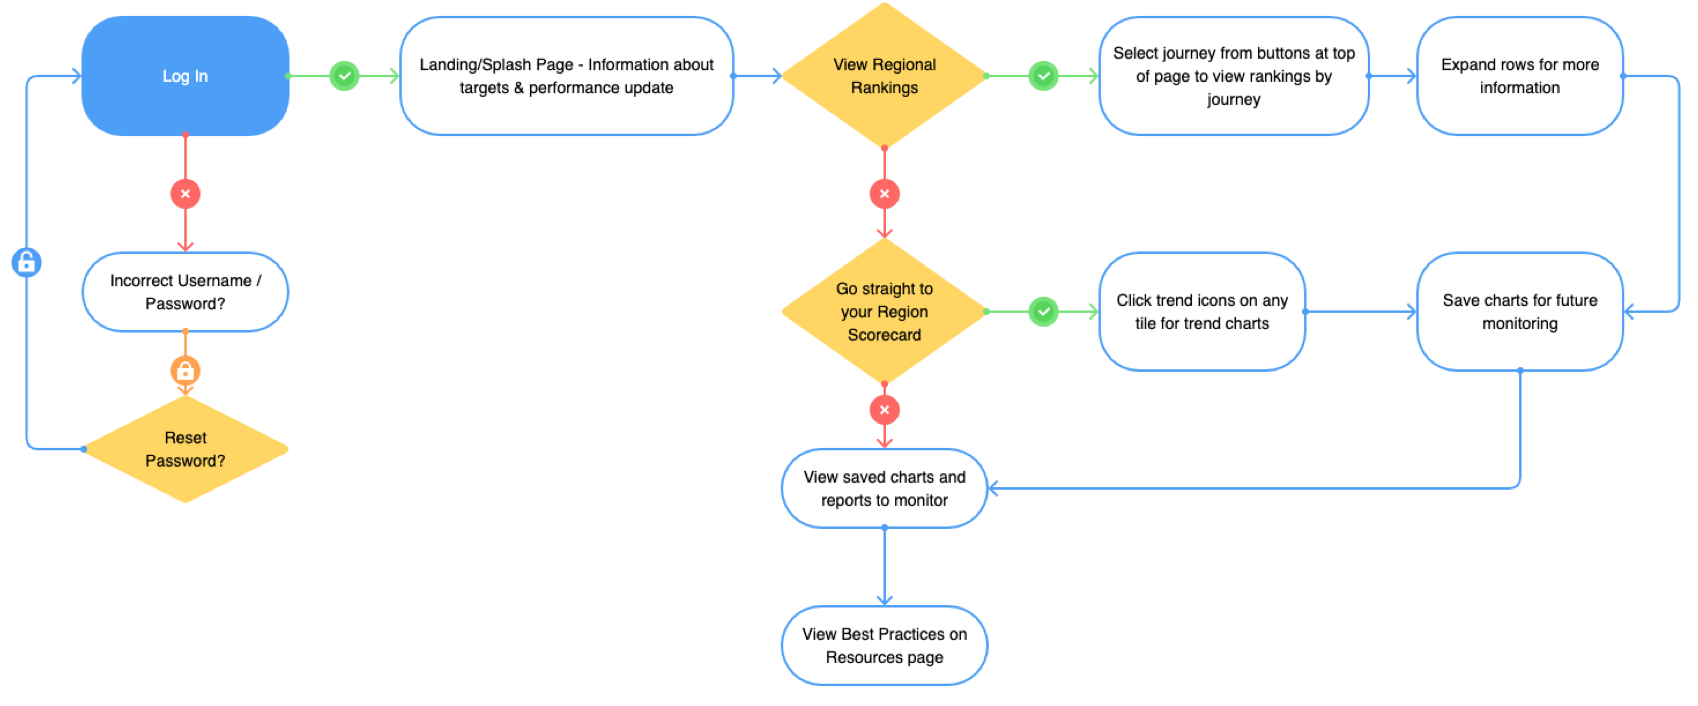 Log In
Landing/Splash Page - Information about
targets & performance update
View Regional
Rankings
Select journey from buttons at top
of page to view rankings by
journey
Expand rows for more
information
Incorrect Username /
Password?
Go straight to
your Region
Scorecard
Click trend icons on any
tile for trend charts
Save charts for future
monitoring
Reset
Password?
View saved charts and
reports to monitor
View Best Practices on
Resources page